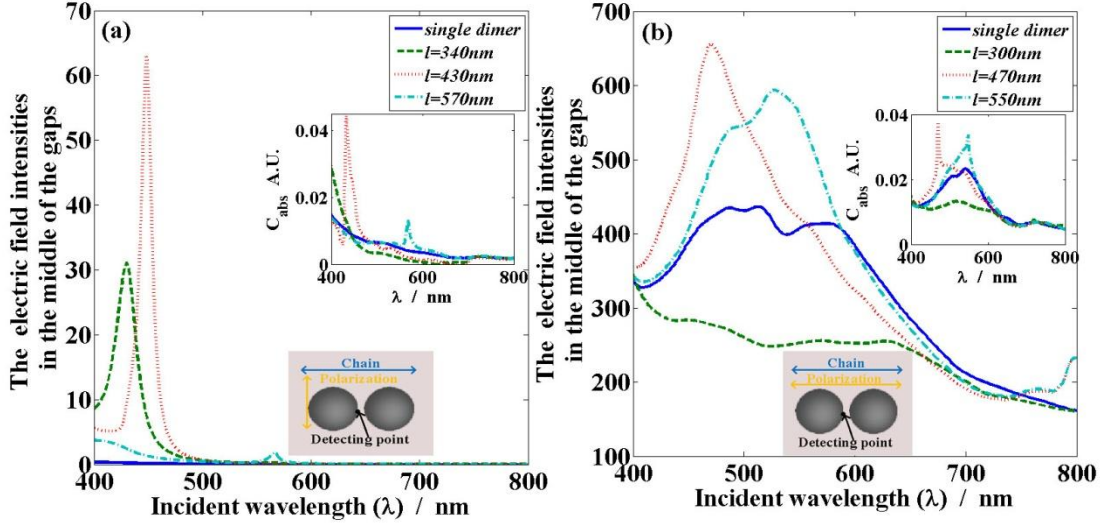 (a)
The electric field intensities
in the middle of the gaps
70
60
50
40
30
20
10
0
400 500 600 700 800
Incident wavelength (λ) / nm
single dimer
l=340nm
l=430nm
l=570nm
C_abs A.U.
0.04
0.02
0
400 600 800
λ / nm
Chain
Polarization
Detecting point
(b)
The electric field intensities
in the middle of the gaps
700
600
500
400
300
200
100
400 500 600 700 800
Incident wavelength (λ) / nm
single dimer
l=300nm
l=470nm
l=550nm
C_abs A.U.
0.04
0.02
0
400 600 800
λ / nm
Chain
Polarization
Detecting point